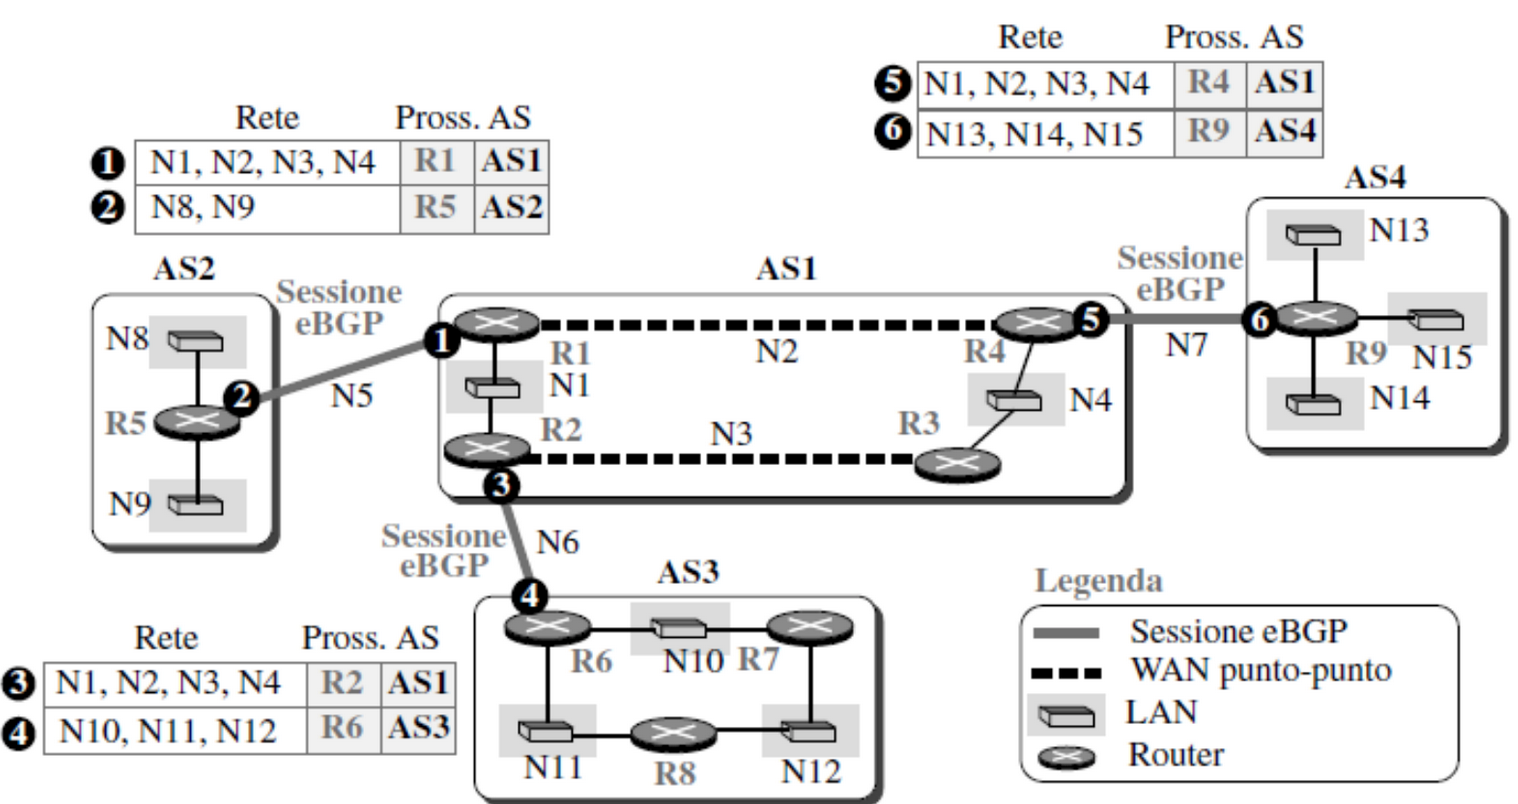 Rete Pross. AS
5 N1, N2, N3, N4 R4 AS1
6 N13, N14, N15 R9 AS4
Rete Pross. AS
1 N1, N2, N3, N4 R1 AS1
2 N8, N9 R5 AS2
AS2
N8
R5
N9
2
Sessione
eBGP
N5
AS1
1
R1
N1
R2
3
N2
N3
R4
5
N4
R3
Sessione
eBGP
N7
AS4
6
N13
R9
N15
N14
Sessione
eBGP
N6
AS3
4
R6
N10
R7
N11
R8
N12
Rete Pross. AS
3 N1, N2, N3, N4 R2 AS1
4 N10, N11, N12 R6 AS3
Legenda
Sessione eBGP
WAN punto-punto
LAN
Router